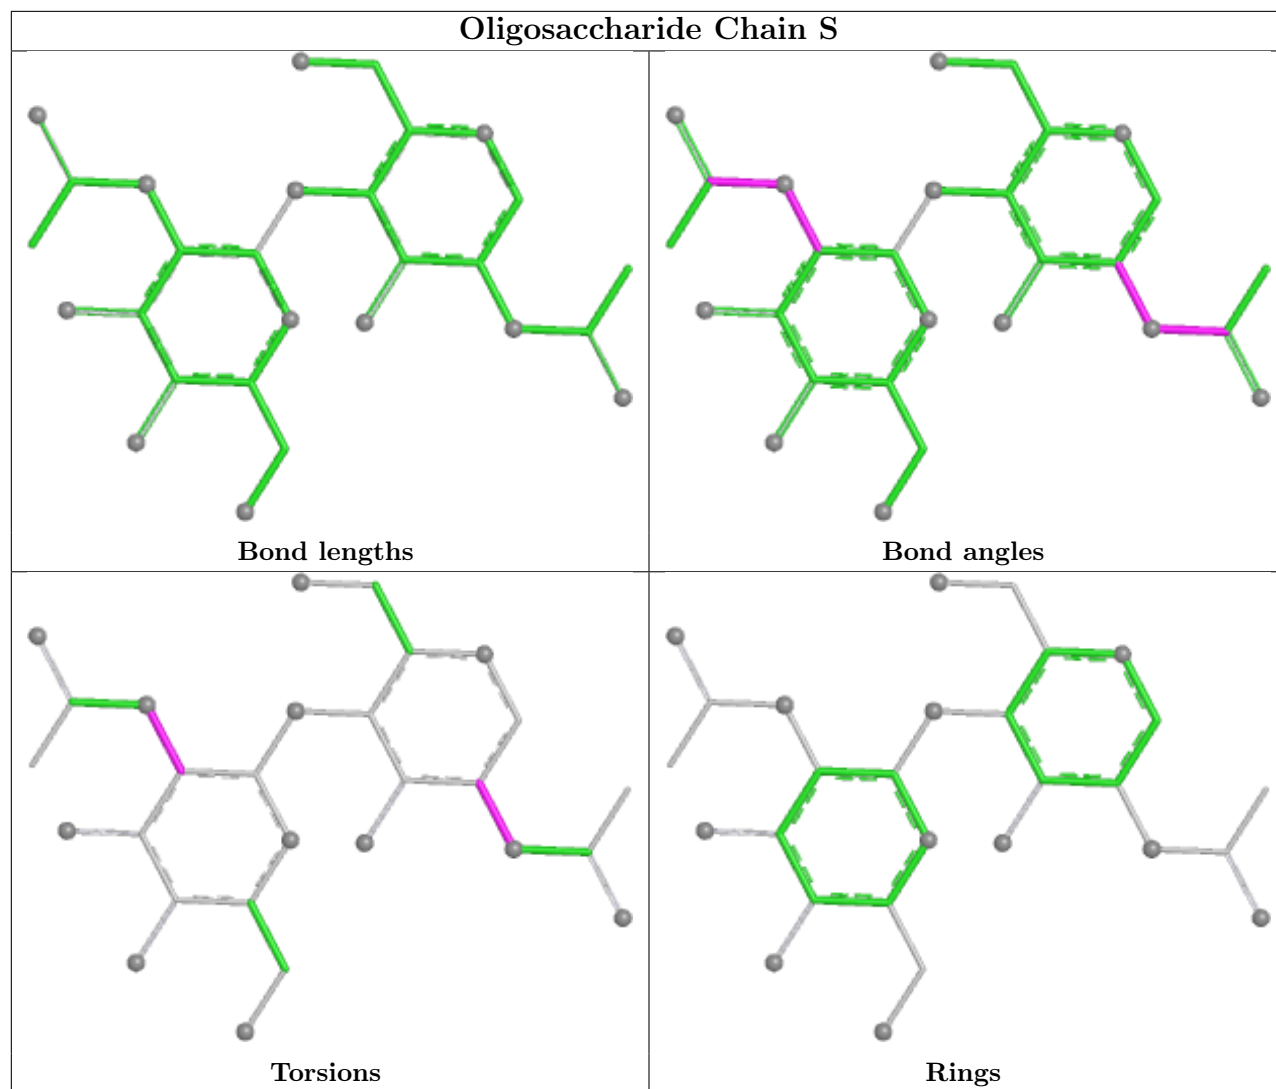 Oligosaccharide Chain S
Bond lengths
Bond angles
Torsions
Rings